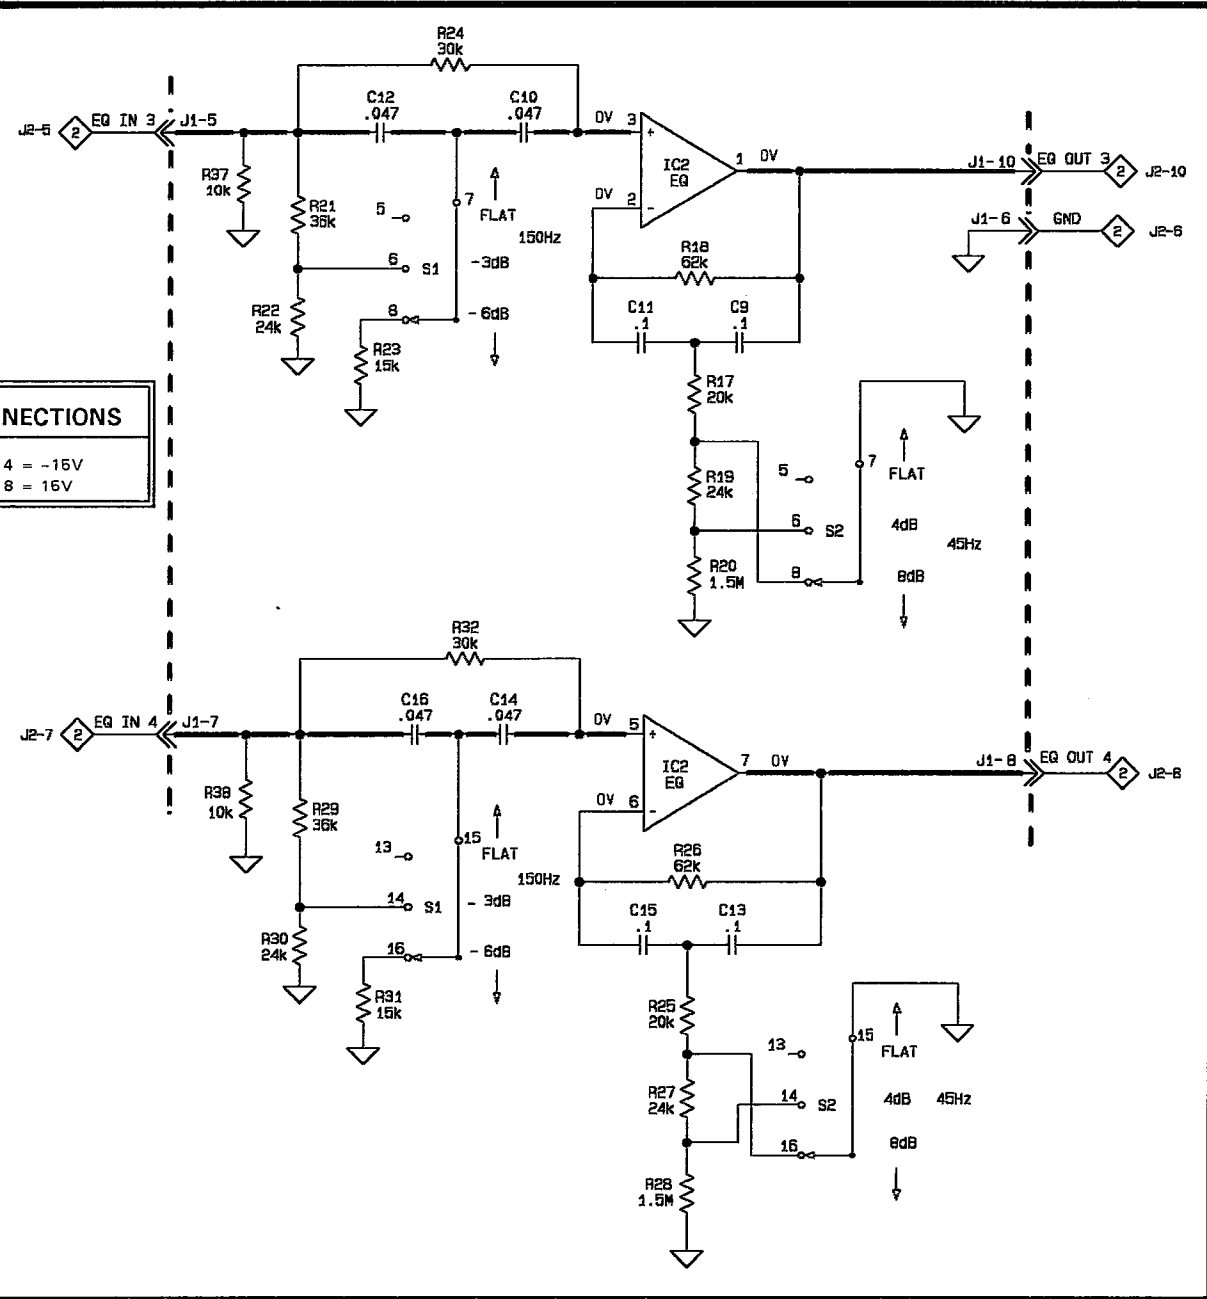 R24
30k
C12
.047
C10
.047
J2-5
2
EQ IN 3
J1-5
0V
3
+
IC2
EQ
1
0V
J1-10
EQ OUT 3
2
J2-10
R37
10k
0V
2
-
J1-6
GND
2
J2-6
R21
36k
5
7
FLAT
150Hz
6
S1
-3dB
R18
62k
R22
24k
8
-6dB
C11
.1
C9
.1
R23
15k
R17
20k
NECTIONS
4 = -15V
8 = 15V
5
7
FLAT
R19
24k
6
S2
4dB
45Hz
R20
1.5M
8
8dB
R32
30k
C16
.047
C14
.047
J2-7
2
EQ IN 4
J1-7
0V
5
+
IC2
EQ
7
0V
J1-8
EQ OUT 4
2
J2-8
R38
10k
0V
6
-
R29
36k
13
15
FLAT
150Hz
14
S1
- 3dB
R26
62k
R30
24k
16
- 6dB
C15
.1
C13
.1
R31
15k
R25
20k
13
15
FLAT
R27
24k
14
S2
4dB
45Hz
16
8dB
R28
1.5M